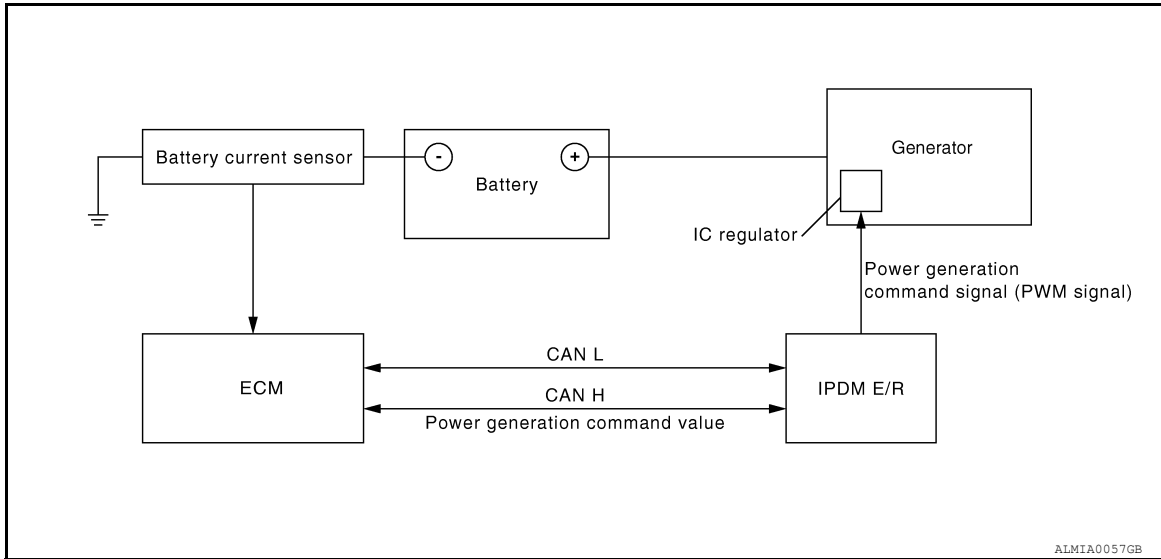 Battery current sensor
-
+
Battery
Generator
IC regulator
Power generation
command signal (PWM signal)
ECM
CAN L
CAN H
Power generation command value
IPDM E/R
ALMIA0057GB